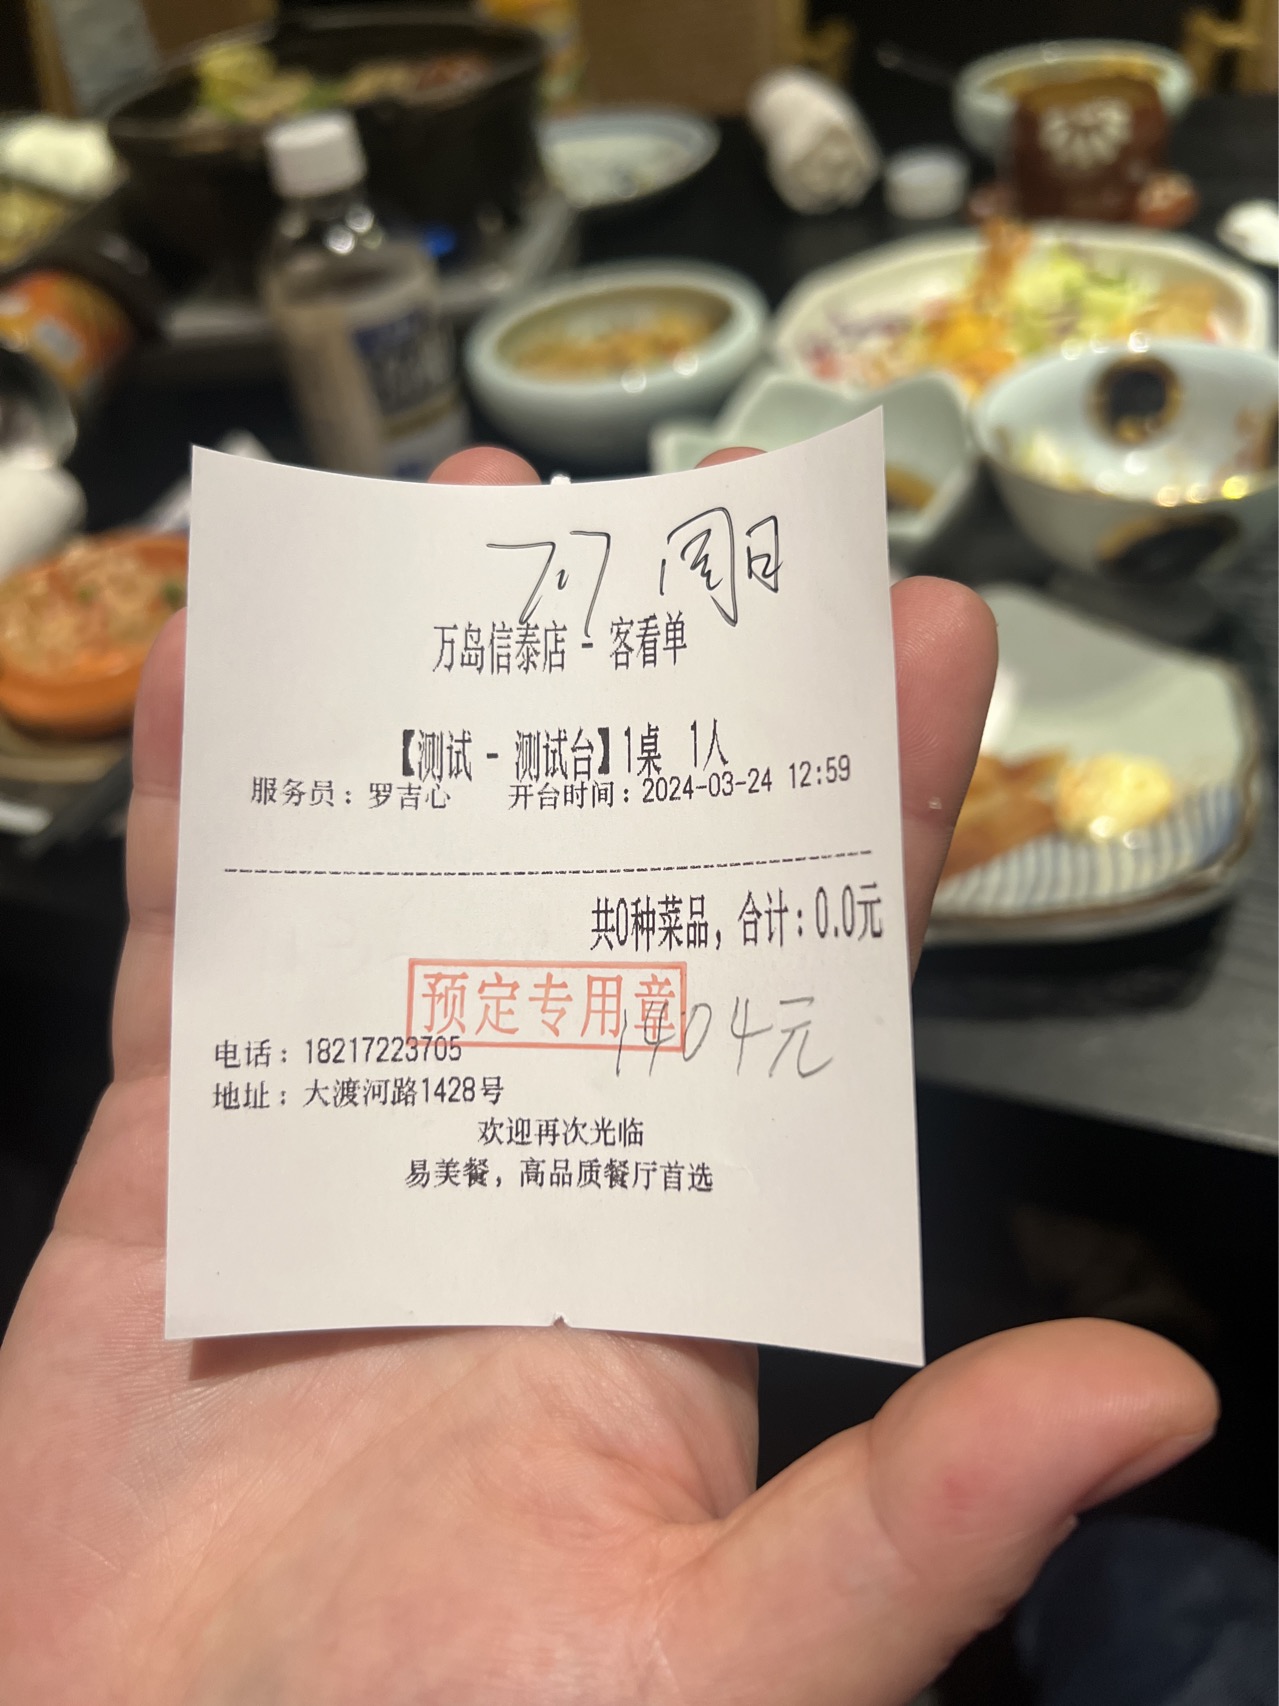 周日
万岛信泰店 - 客看单
【测试 - 测试台】1桌 1人
服务员：罗吉心 开台时间：2024-03-24 12:59
共0种菜品，合计：0.0元
预定专用章
1404元
电话：18217223705
地址：大渡河路1428号
欢迎再次光临
易美餐，高品质餐厅首选